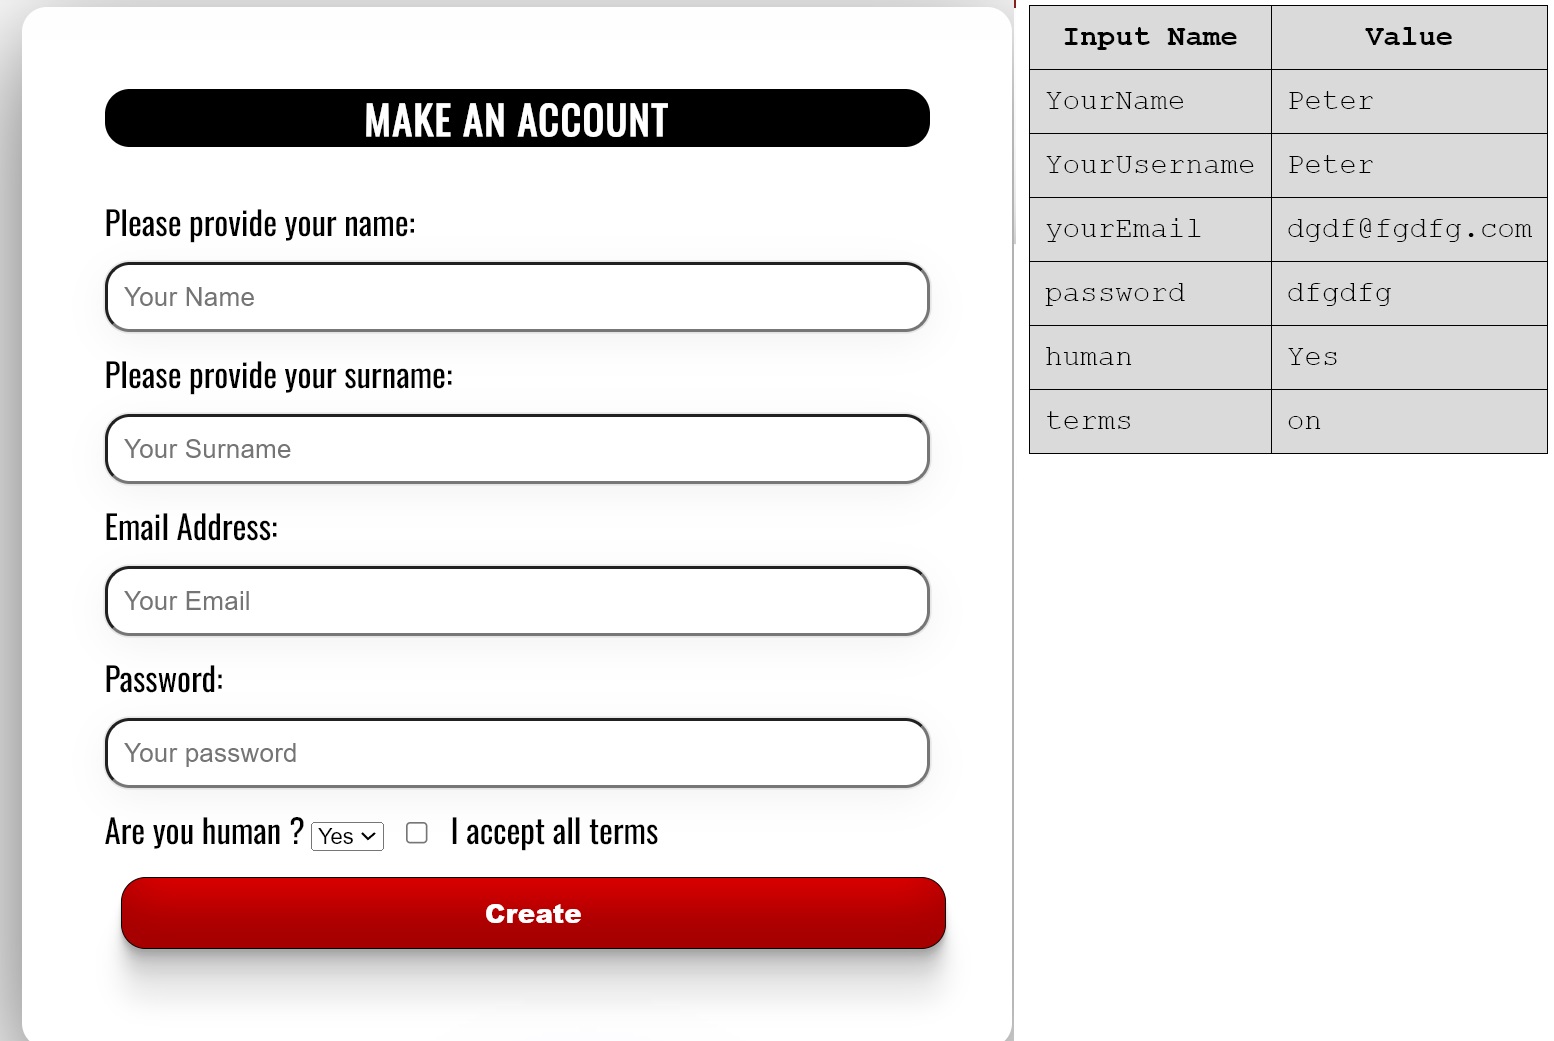 MAKE AN ACCOUNT
Please provide your name:
Your Name
Please provide your surname:
Your Surname
Email Address:
Your Email
Password:
Your password
Are you human ? Yes I accept all terms
Create
Input Name Value
YourName Peter
YourUsername Peter
yourEmail dgdf@fgdfg.com
password dfgdfg
human Yes
terms on